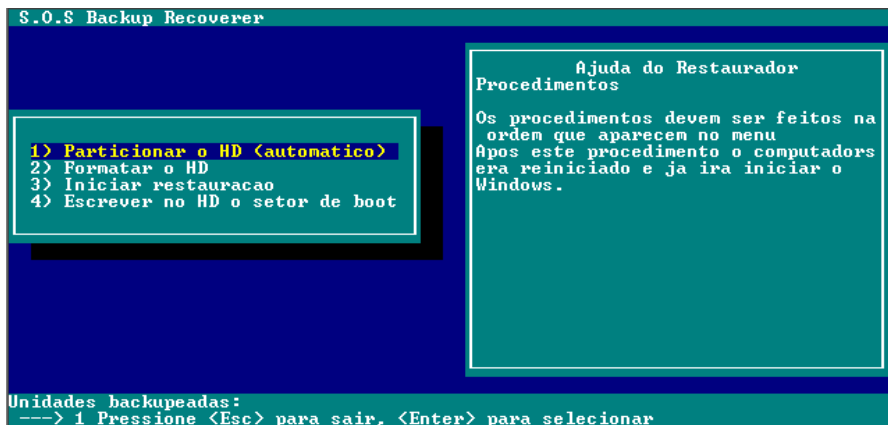 S.O.S Backup Recoverer
1) Particionar o HD (automatico)
2) Formatar o HD
3) Iniciar restauracao
4) Escrever no HD o setor de boot
Ajuda do Restaurador
Procedimentos
Os procedimentos devem ser feitos na
ordem que aparecem no menu
Apos este procedimento o computadors
era reiniciado e ja ira iniciar o
Windows.
Unidades backupeadas:
---> 1 Pressione <Esc> para sair, <Enter> para selecionar